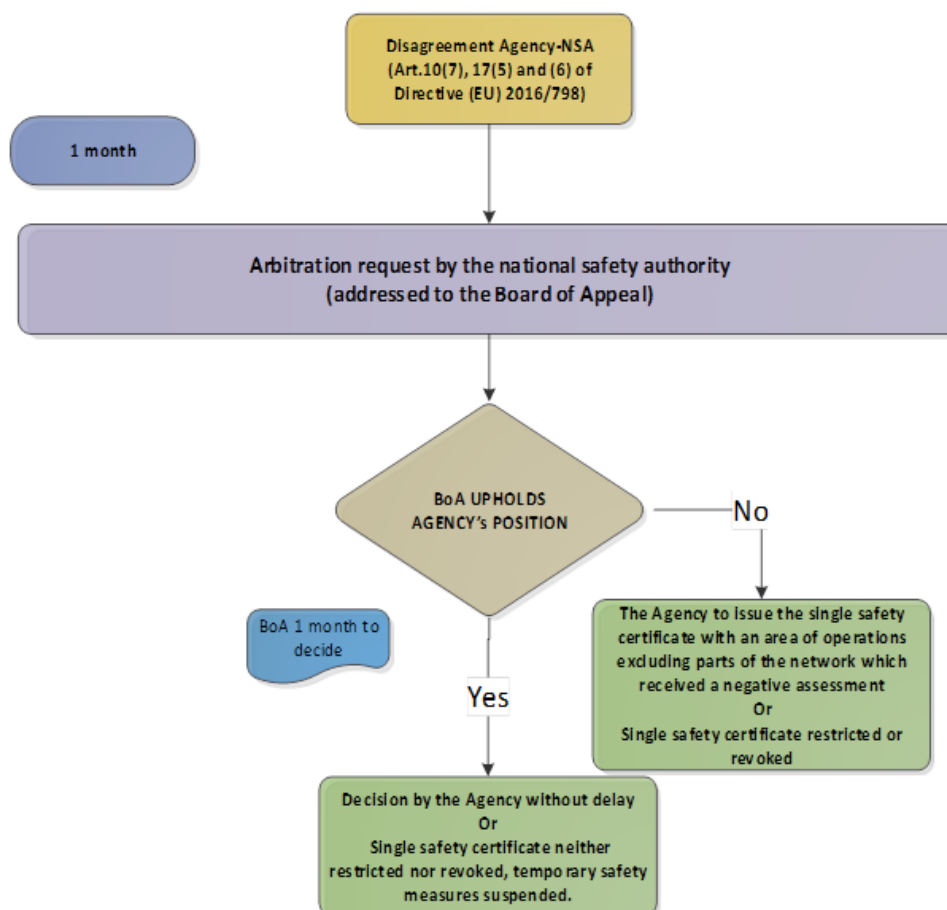 Disagreement Agency-NSA
(Art.10(7), 17(5) and (6) of
Directive (EU) 2016/798)
1 month
Arbitration request by the national safety authority
(addressed to the Board of Appeal)
BoA UPHOLDS
AGENCY's POSITION
No
BoA 1 month to
decide
The Agency to issue the single safety
certificate with an area of operations
excluding parts of the network which
received a negative assessment
Or
Single safety certificate restricted or
revoked
Yes
Decision by the Agency without delay
Or
Single safety certificate neither
restricted nor revoked, temporary safety
measures suspended.